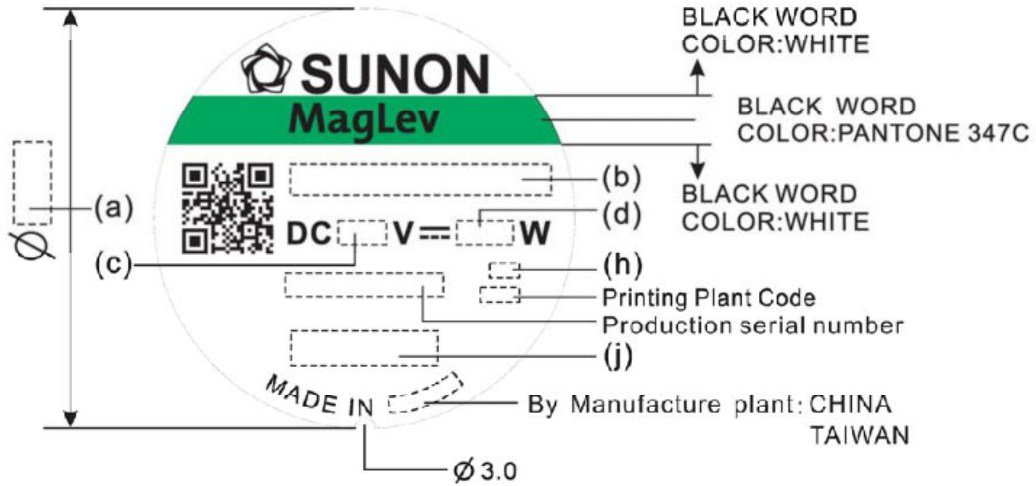 BLACK WORD
COLOR:WHITE
SUNON
MagLev
BLACK WORD
COLOR:PANTONE 347C
BLACK WORD
COLOR:WHITE
(a)
Ø
(b)
(d)
DC V W
(c)
(h)
Printing Plant Code
Production serial number
(j)
MADE IN
By Manufacture plant: CHINA
TAIWAN
Ø 3.0